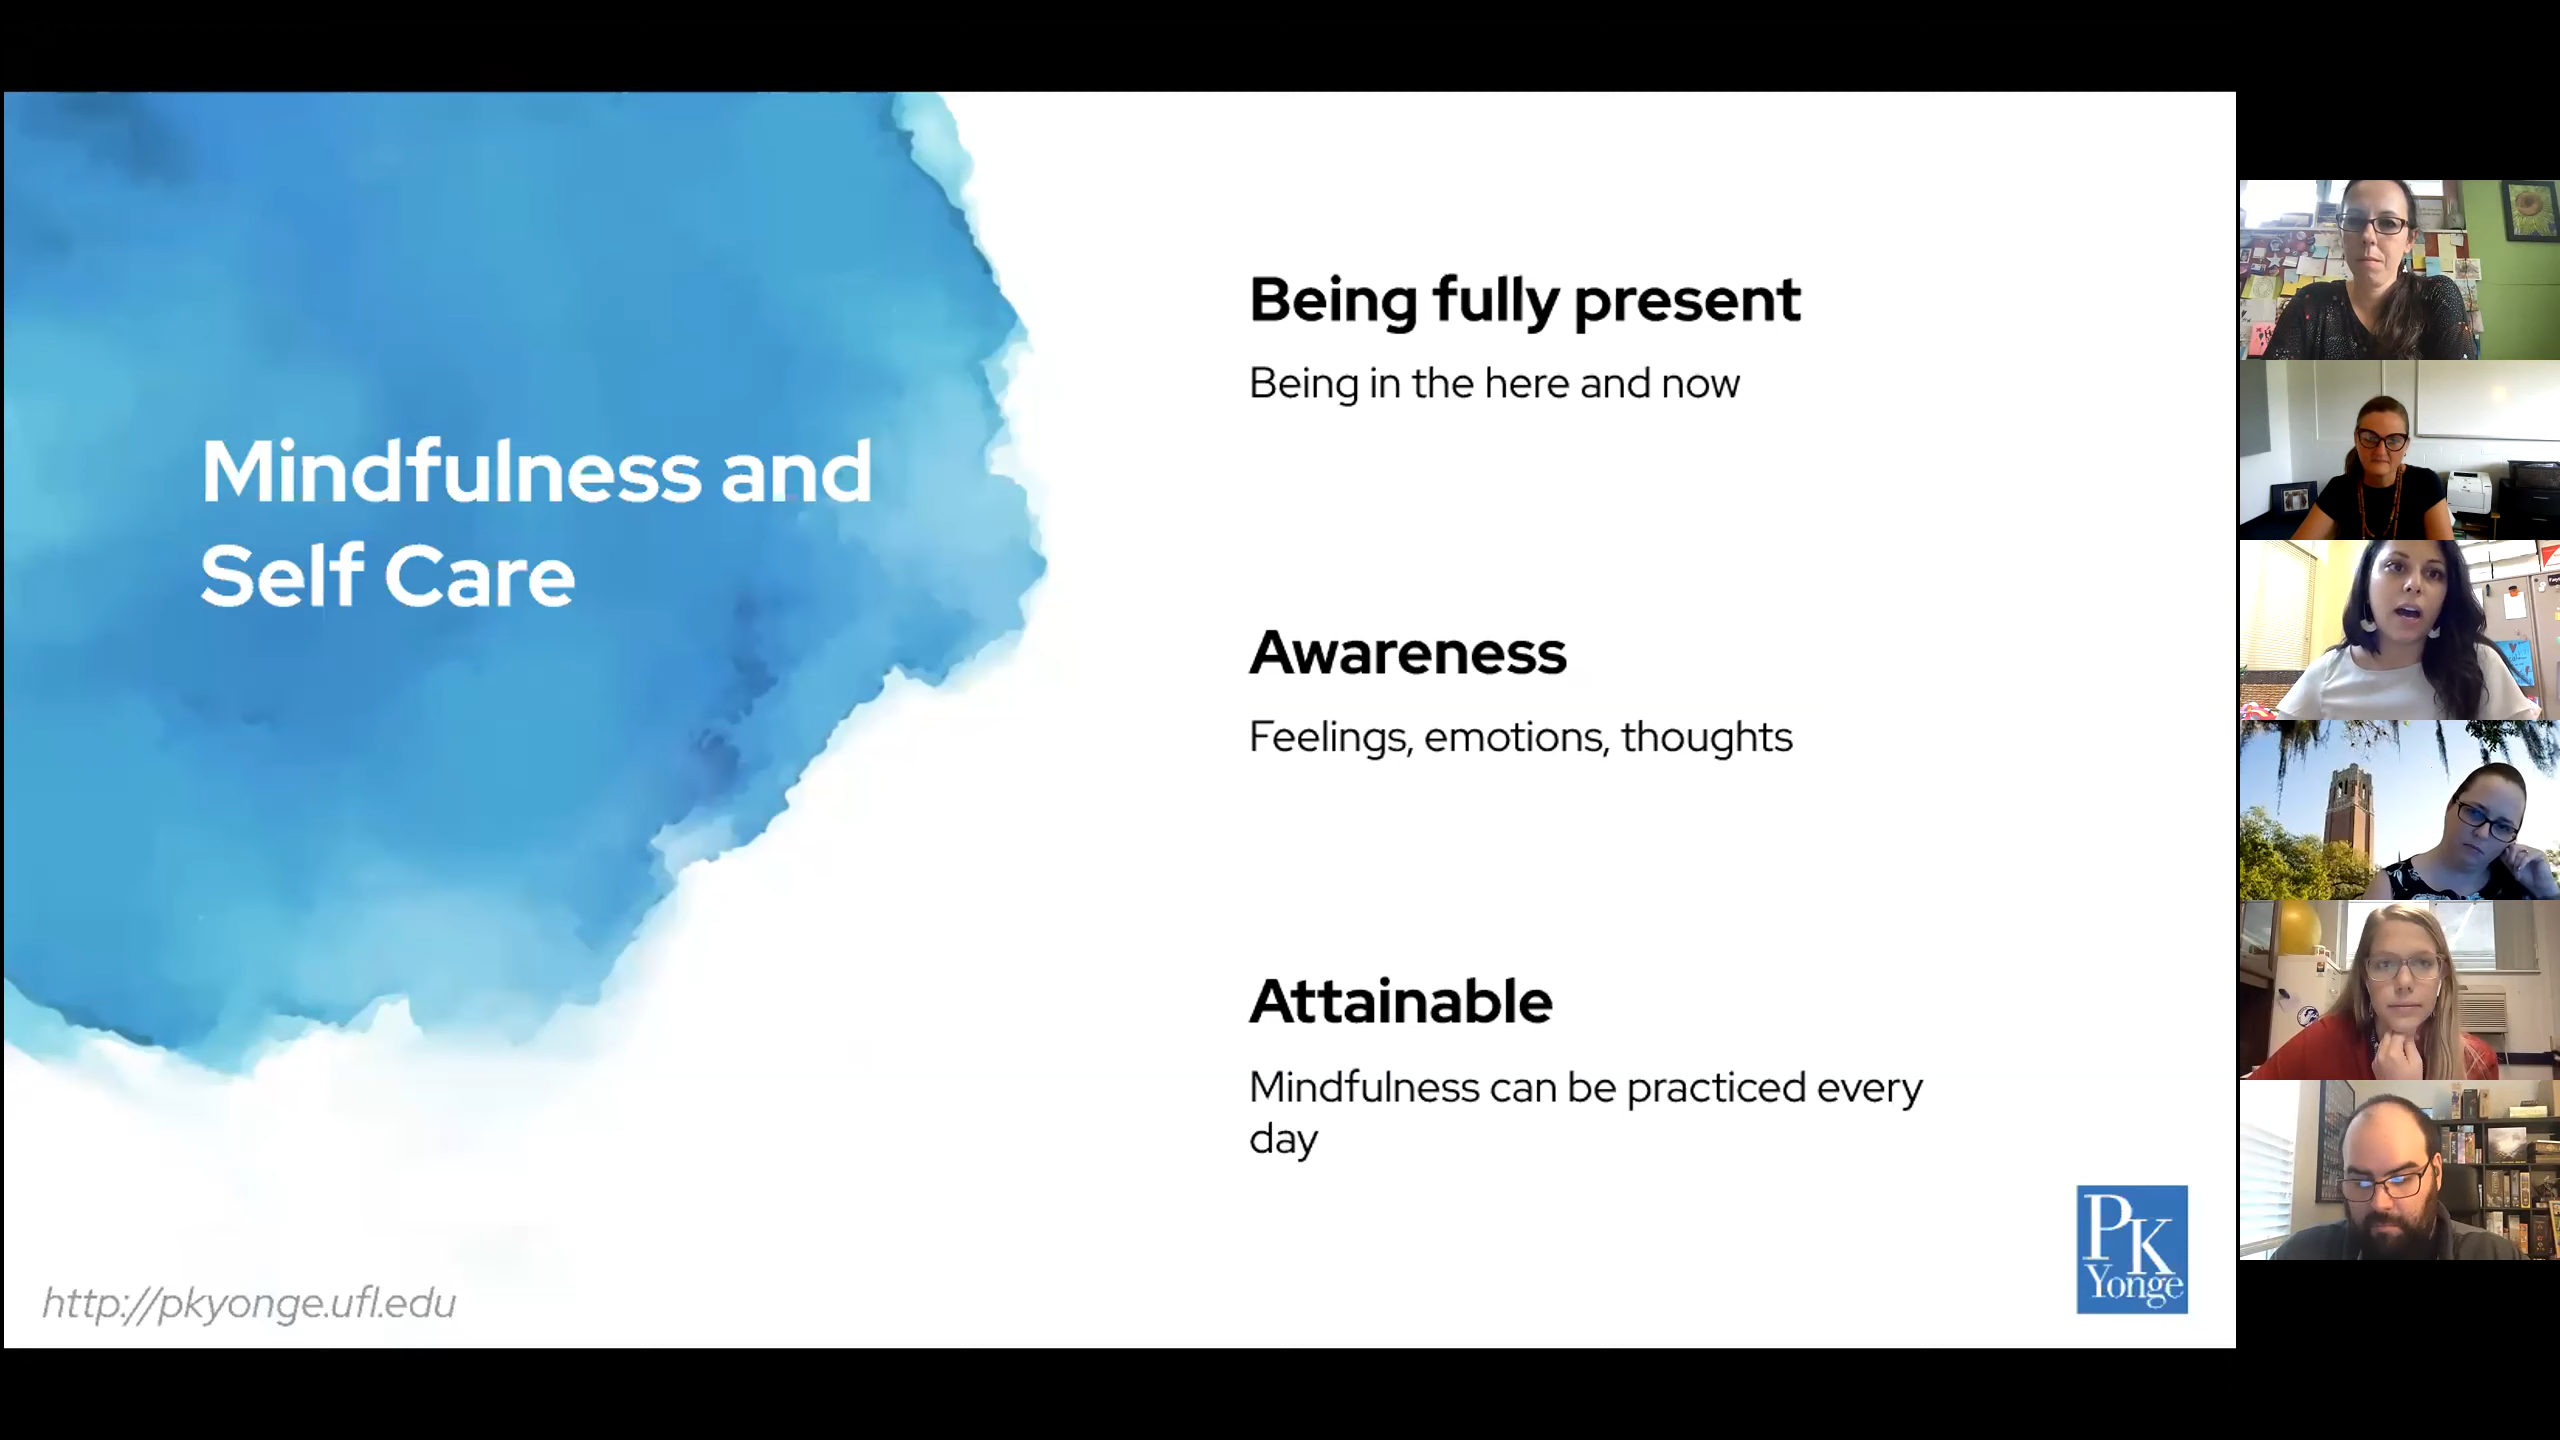 Mindfulness and
Self Care
Being fully present
Being in the here and now
Awareness
Feelings, emotions, thoughts
Attainable
Mindfulness can be practiced every
day
http://pkyonge.ufl.edu
PK
Yonge